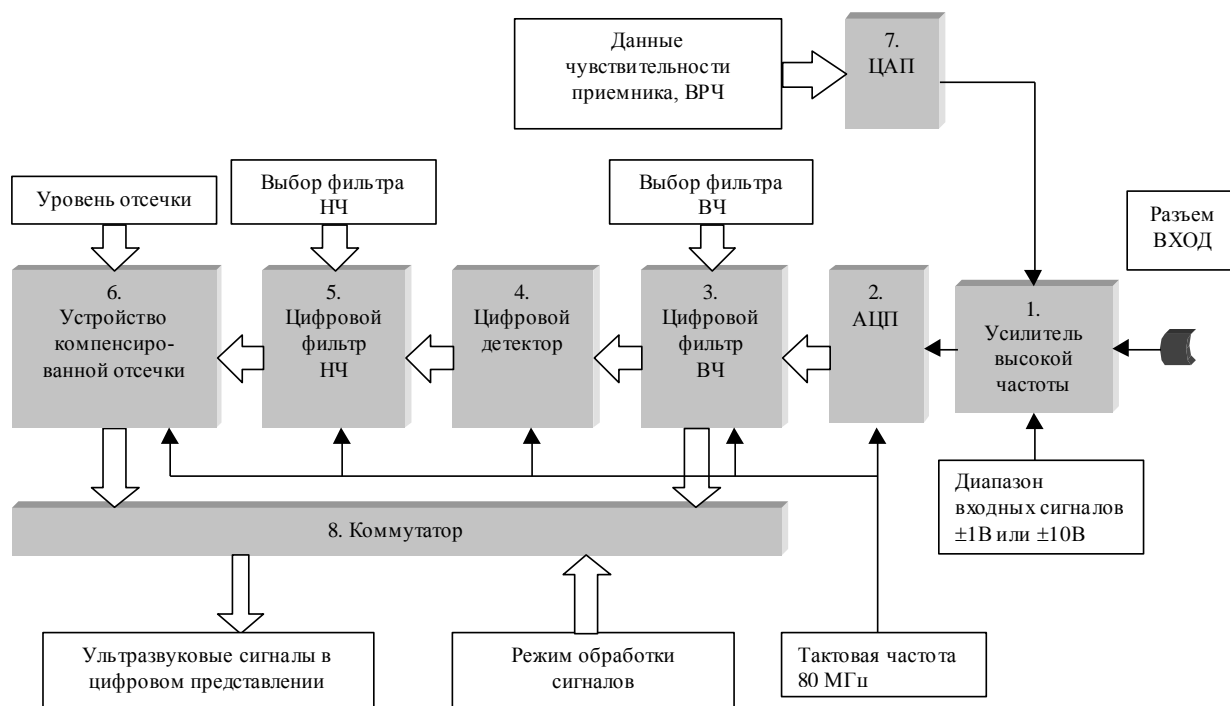 Данные
чувствительности
приемника, ВРЧ
7.
ЦАП
Уровень отсечки
Выбор фильтра
НЧ
Выбор фильтра
ВЧ
Разъем
ВХОД
6.
Устройство
компенсиро-
ванной отсечки
5.
Цифровой
фильтр
НЧ
4.
Цифровой
детектор
3.
Цифровой
фильтр
ВЧ
2.
АЦП
1.
Усилитель
высокой
частоты
8. Коммутатор
Диапазон
входных сигналов
±1В или ±10В
Ультразвуковые сигналы в
цифровом представлении
Режим обработки
сигналов
Тактовая частота
80 МГц